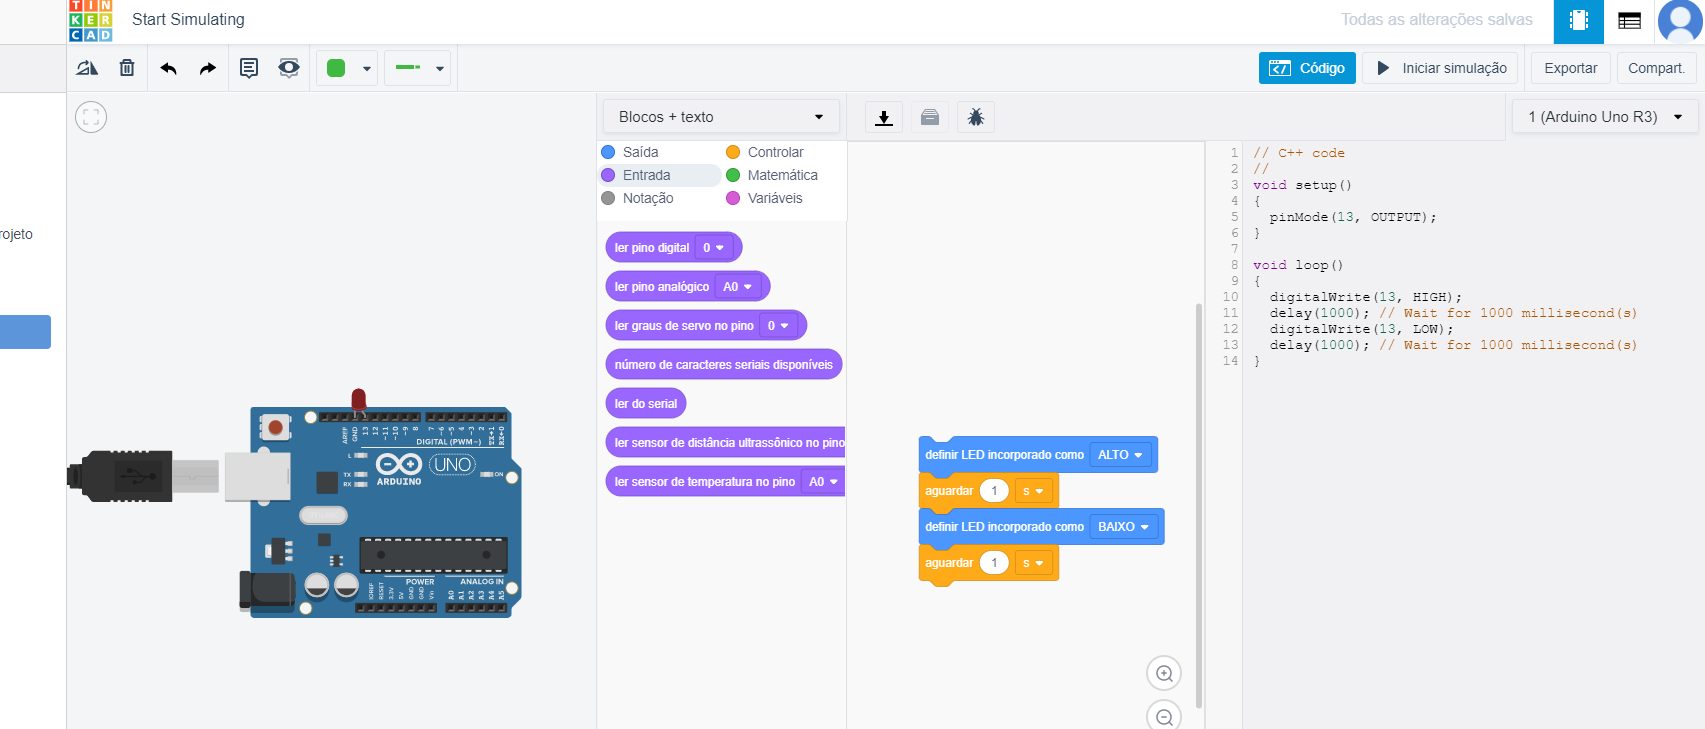 TIN
KER
CAD
Start Simulating
Todas as alterações salvas
Código
Iniciar simulação
Exportar
Compart.
Blocos + texto
1 (Arduino Uno R3)
Saída
Controlar
Entrada
Matemática
Notação
Variáveis
rojeto
ler pino digital 0
ler pino analógico A0
ler graus de servo no pino 0
número de caracteres seriais disponíveis
ler do serial
ler sensor de distância ultrassônico no pino
ler sensor de temperatura no pino A0
AREF GND 13 12 ~11 ~10 ~9 8 7 ~6 ~5 4 ~3 2 TX→1 RX←0
DIGITAL (PWM~)
L
TX
RX
UNO
ARDUINO
ON
POWER
ANALOG IN
IOREF RESET 3.3V 5V GND GND Vin A0 A1 A2 A3 A4 A5
definir LED incorporado como ALTO
aguardar 1 s
definir LED incorporado como BAIXO
aguardar 1 s
1 // C++ code
2 //
3 void setup()
4 {
5 pinMode(13, OUTPUT);
6 }
7
8 void loop()
9 {
10 digitalWrite(13, HIGH);
11 delay(1000); // Wait for 1000 millisecond(s)
12 digitalWrite(13, LOW);
13 delay(1000); // Wait for 1000 millisecond(s)
14 }